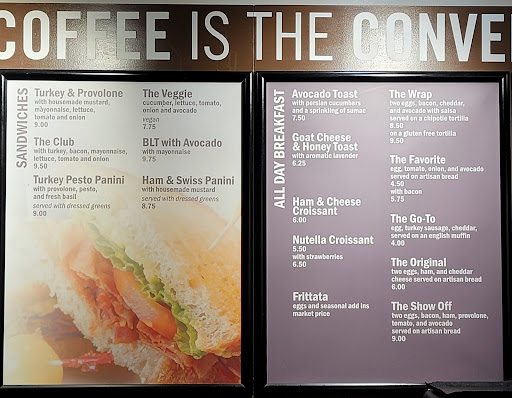 COFFEE IS THE CONVE
SANDWICHES
Turkey & Provolone
with housemade mustard,
mayonnaise, lettuce,
tomato and onion
9.00
The Club
with turkey, bacon, mayonnaise,
lettuce, tomato and onion
9.50
Turkey Pesto Panini
with provolone, pesto,
and fresh basil
served with dressed greens
9.00
The Veggie
cucumber, lettuce, tomato,
onion and avocado
vegan
7.75
BLT with Avocado
with mayonnaise
9.75
Ham & Swiss Panini
with housemade mustard
served with dressed greens
8.75
ALL DAY BREAKFAST
Avocado Toast
with persian cucumbers
and a sprinkling of sumac
7.50
Goat Cheese
& Honey Toast
with aromatic lavender
6.25
Ham & Cheese
Croissant
6.00
Nutella Croissant
5.50
with strawberries
6.50
Frittata
eggs and seasonal add ins
market price
The Wrap
two eggs, bacon, cheddar,
and avocado with salsa
served on a chipotle tortilla
8.50
on a gluten free tortilla
9.50
The Favorite
egg, tomato, onion, and avocado
served on artisan bread
4.50
with bacon
5.75
The Go-To
egg, turkey sausage, cheddar,
served on an english muffin
4.00
The Original
two eggs, ham, and cheddar
cheese served on artisan bread
6.00
The Show Off
two eggs, bacon, ham, provolone,
tomato, and avocado
served on artisan bread
9.00